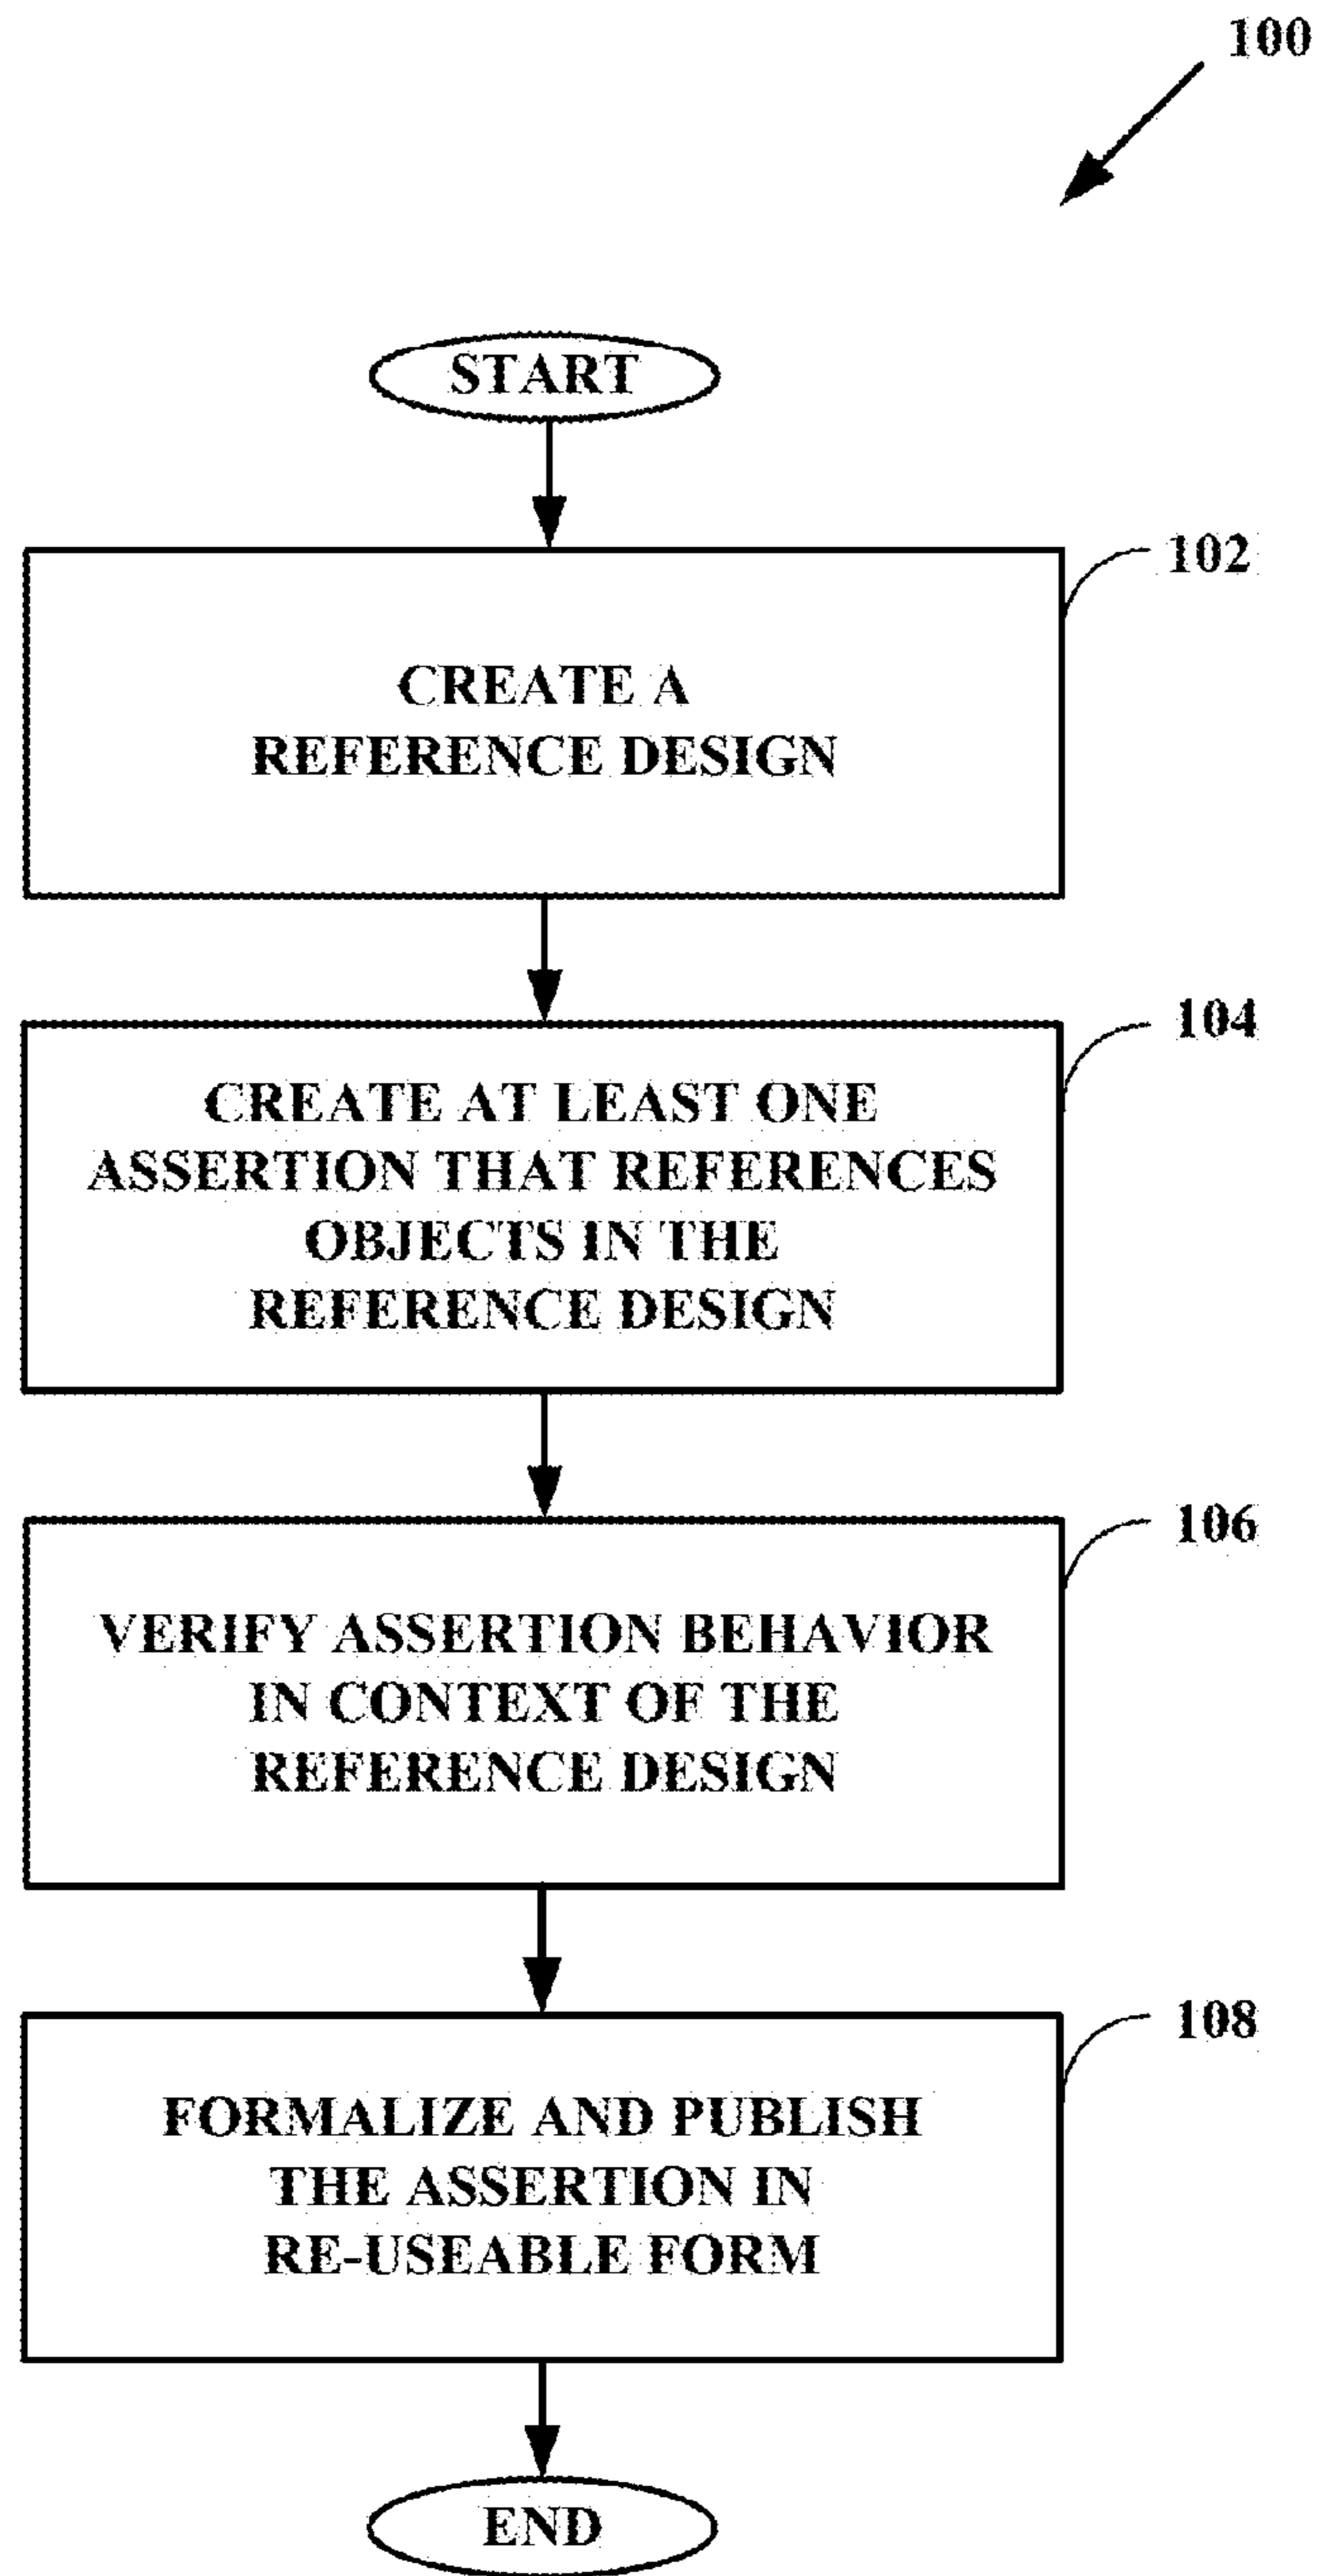 100
START
102
CREATE A
REFERENCE DESIGN
104
CREATE AT LEAST ONE
ASSERTION THAT REFERENCES
OBJECTS IN THE
REFERENCE DESIGN
106
VERIFY ASSERTION BEHAVIOR
IN CONTEXT OF THE
REFERENCE DESIGN
108
FORMALIZE AND PUBLISH
THE ASSERTION IN
RE-USEABLE FORM
END